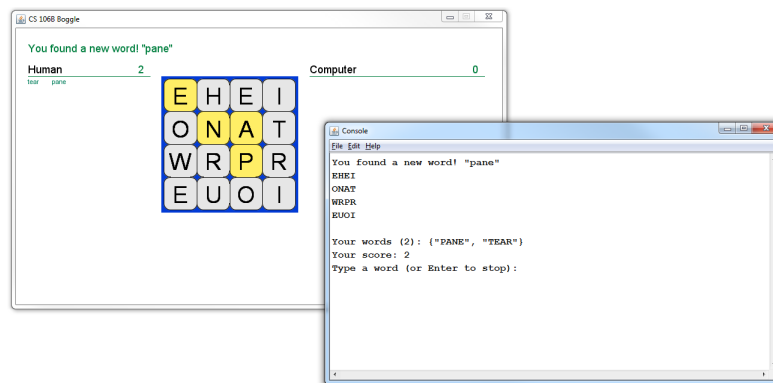 CS 106B Boggle
You found a new word! "pane"
Human 2
tear pane
Computer 0
E H E I
O N A T
W R P R
E U O I
Console
File Edit Help
You found a new word! "pane"
EHEI
ONAT
WRPR
EUOI
Your words (2): {"PANE", "TEAR"}
Your score: 2
Type a word (or Enter to stop):